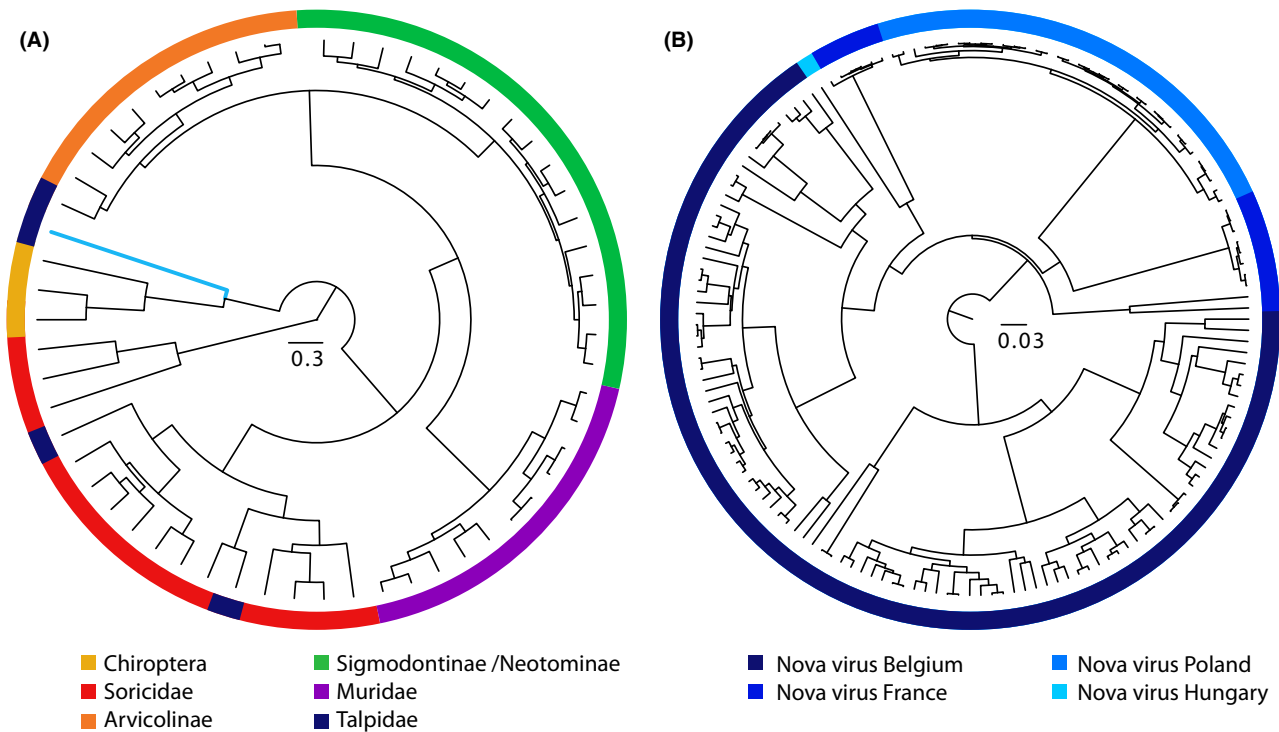 (A)
(B)
0.3
0.03
Chiroptera
Soricidae
Arvicolinae
Sigmodontinae /Neotominae
Muridae
Talpidae
Nova virus Belgium
Nova virus France
Nova virus Poland
Nova virus Hungary